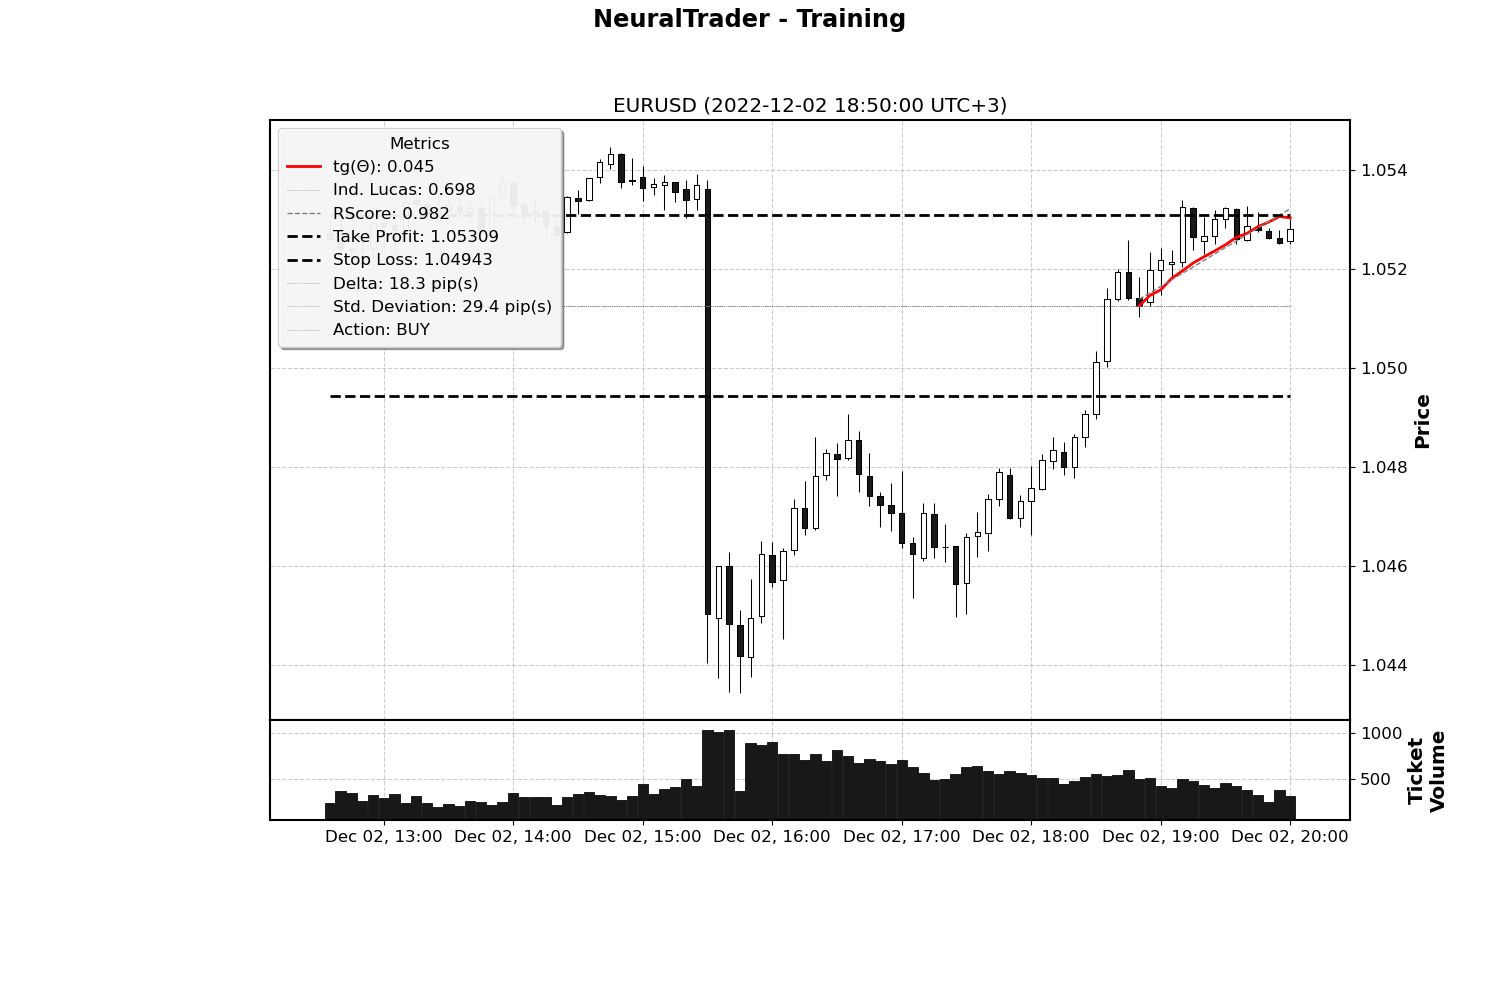 NeuralTrader - Training
EURUSD (2022-12-02 18:50:00 UTC+3)
Metrics
tg(Θ): 0.045
Ind. Lucas: 0.698
RScore: 0.982
Take Profit: 1.05309
Stop Loss: 1.04943
Delta: 18.3 pip(s)
Std. Deviation: 29.4 pip(s)
Action: BUY
1.054
1.052
1.050
1.048
1.046
1.044
Price
1000
500
Ticket
Volume
Dec 02, 13:00 Dec 02, 14:00 Dec 02, 15:00 Dec 02, 16:00 Dec 02, 17:00 Dec 02, 18:00 Dec 02, 19:00 Dec 02, 20:00